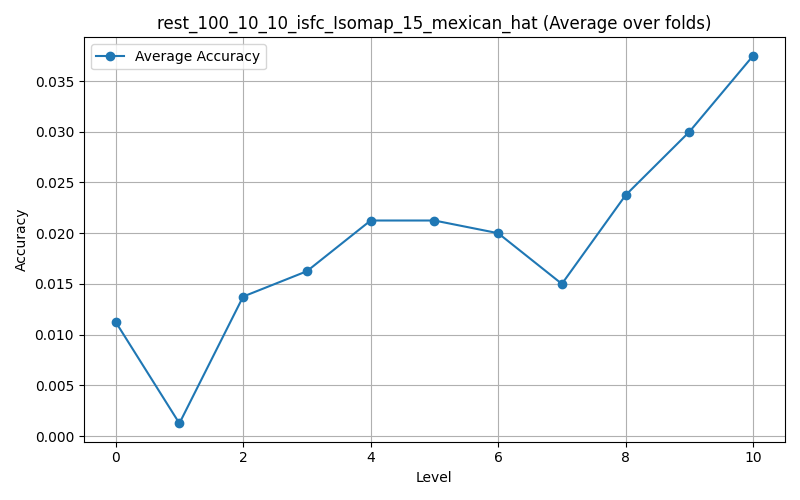 rest_100_10_10_isfc_Isomap_15_mexican_hat (Average over folds)
Average Accuracy
Accuracy
0.035
0.030
0.025
0.020
0.015
0.010
0.005
0.000
0 2 4 6 8 10
Level